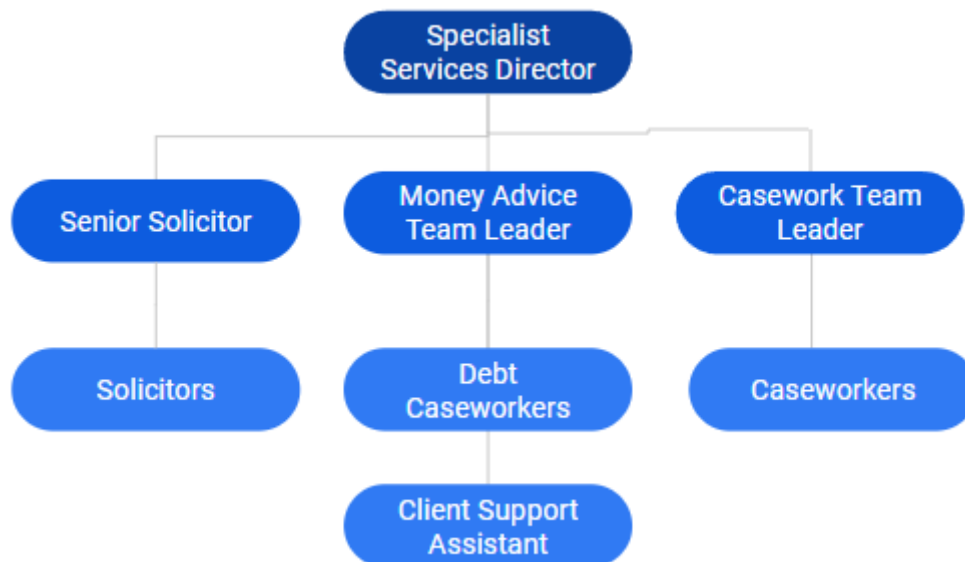 Specialist
Services Director
Senior Solicitor
Money Advice
Team Leader
Casework Team
Leader
Solicitors
Debt
Caseworkers
Caseworkers
Client Support
Assistant